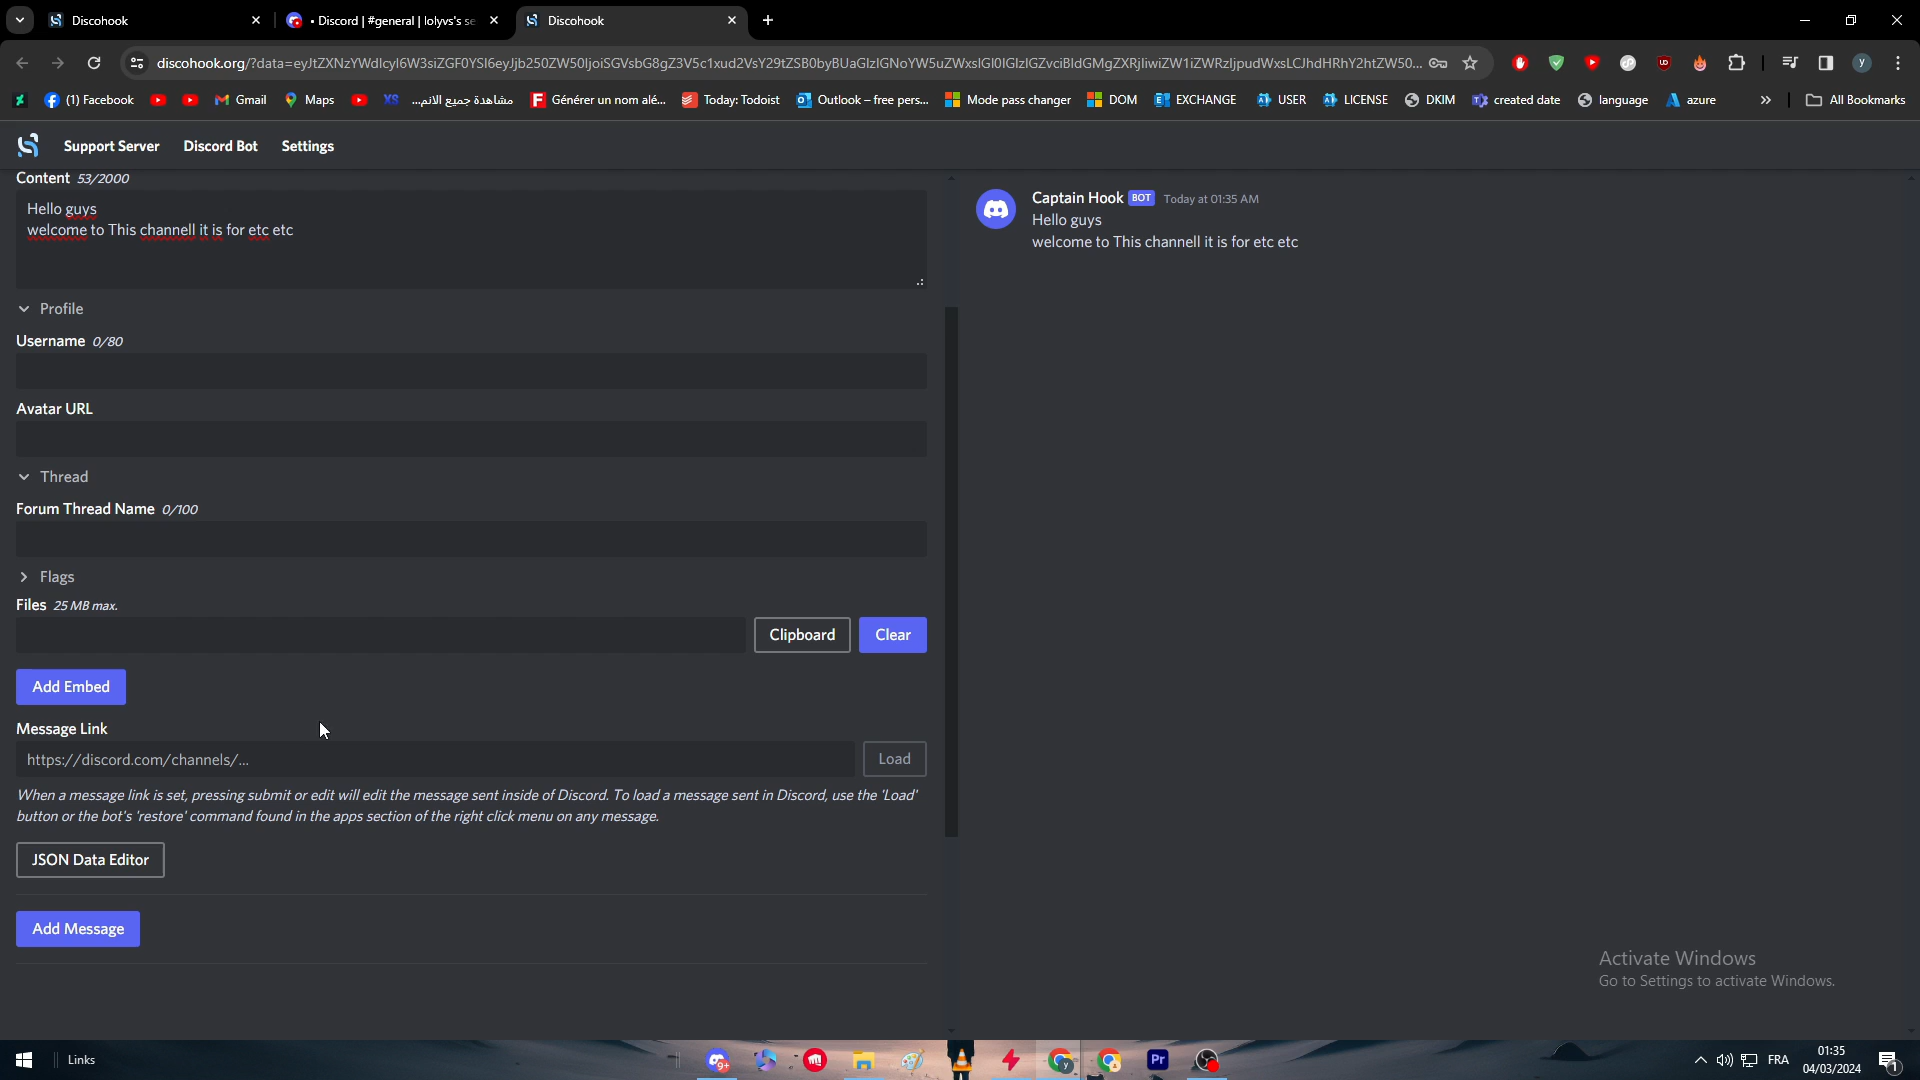 Discohook
• Discord | #general | lolyvs's se
Discohook
discohook.org/?data=eyJtZXNzYWdlcyI6W3siZGF0YSI6eyJjb250ZW50IjoiSGVsbG8gZ3V5c1xud2VsY29tZSB0byBUaGlzIGNoYW5uZWxsIGl0IGlzIGZvciBldGMgZXRjIiwiZW1iZWRzIjpudWxsLCJhdHRhY2htZW50...
(1) Facebook
Gmail
Maps
XS
مشاهدة جميع الانم...
Générer un nom alé...
Today: Todoist
Outlook – free pers...
Mode pass changer
DOM
EXCHANGE
USER
LICENSE
DKIM
created date
language
azure
»
All Bookmarks
Support Server
Discord Bot
Settings
Content 53/2000
Hello guys
welcome to This channell it is for etc etc
Profile
Username 0/80
Avatar URL
Thread
Forum Thread Name 0/100
Flags
Files 25 MB max.
Clipboard
Clear
Add Embed
Message Link
https://discord.com/channels/...
Load
When a message link is set, pressing submit or edit will edit the message sent inside of Discord. To load a message sent in Discord, use the 'Load'
button or the bot's 'restore' command found in the apps section of the right click menu on any message.
JSON Data Editor
Add Message
Captain Hook BOT Today at 01:35 AM
Hello guys
welcome to This channell it is for etc etc
Activate Windows
Go to Settings to activate Windows.
Links
9+
Pr
FRA
01:35
04/03/2024
1